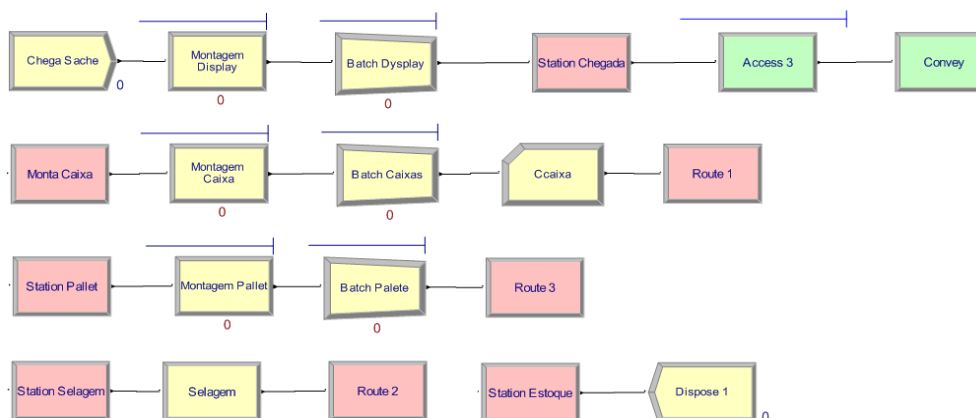 Chega Sache
0
Montagem
Display
0
Batch Dysplay
0
Station Chegada
Access 3
Convey
Monta Caixa
Montagem
Caixa
0
Batch Caixas
0
Ccaixa
Route 1
Station Pallet
Montagem Pallet
0
Batch Palete
0
Route 3
Station Selagem
Selagem
Route 2
Station Estoque
Dispose 1
0